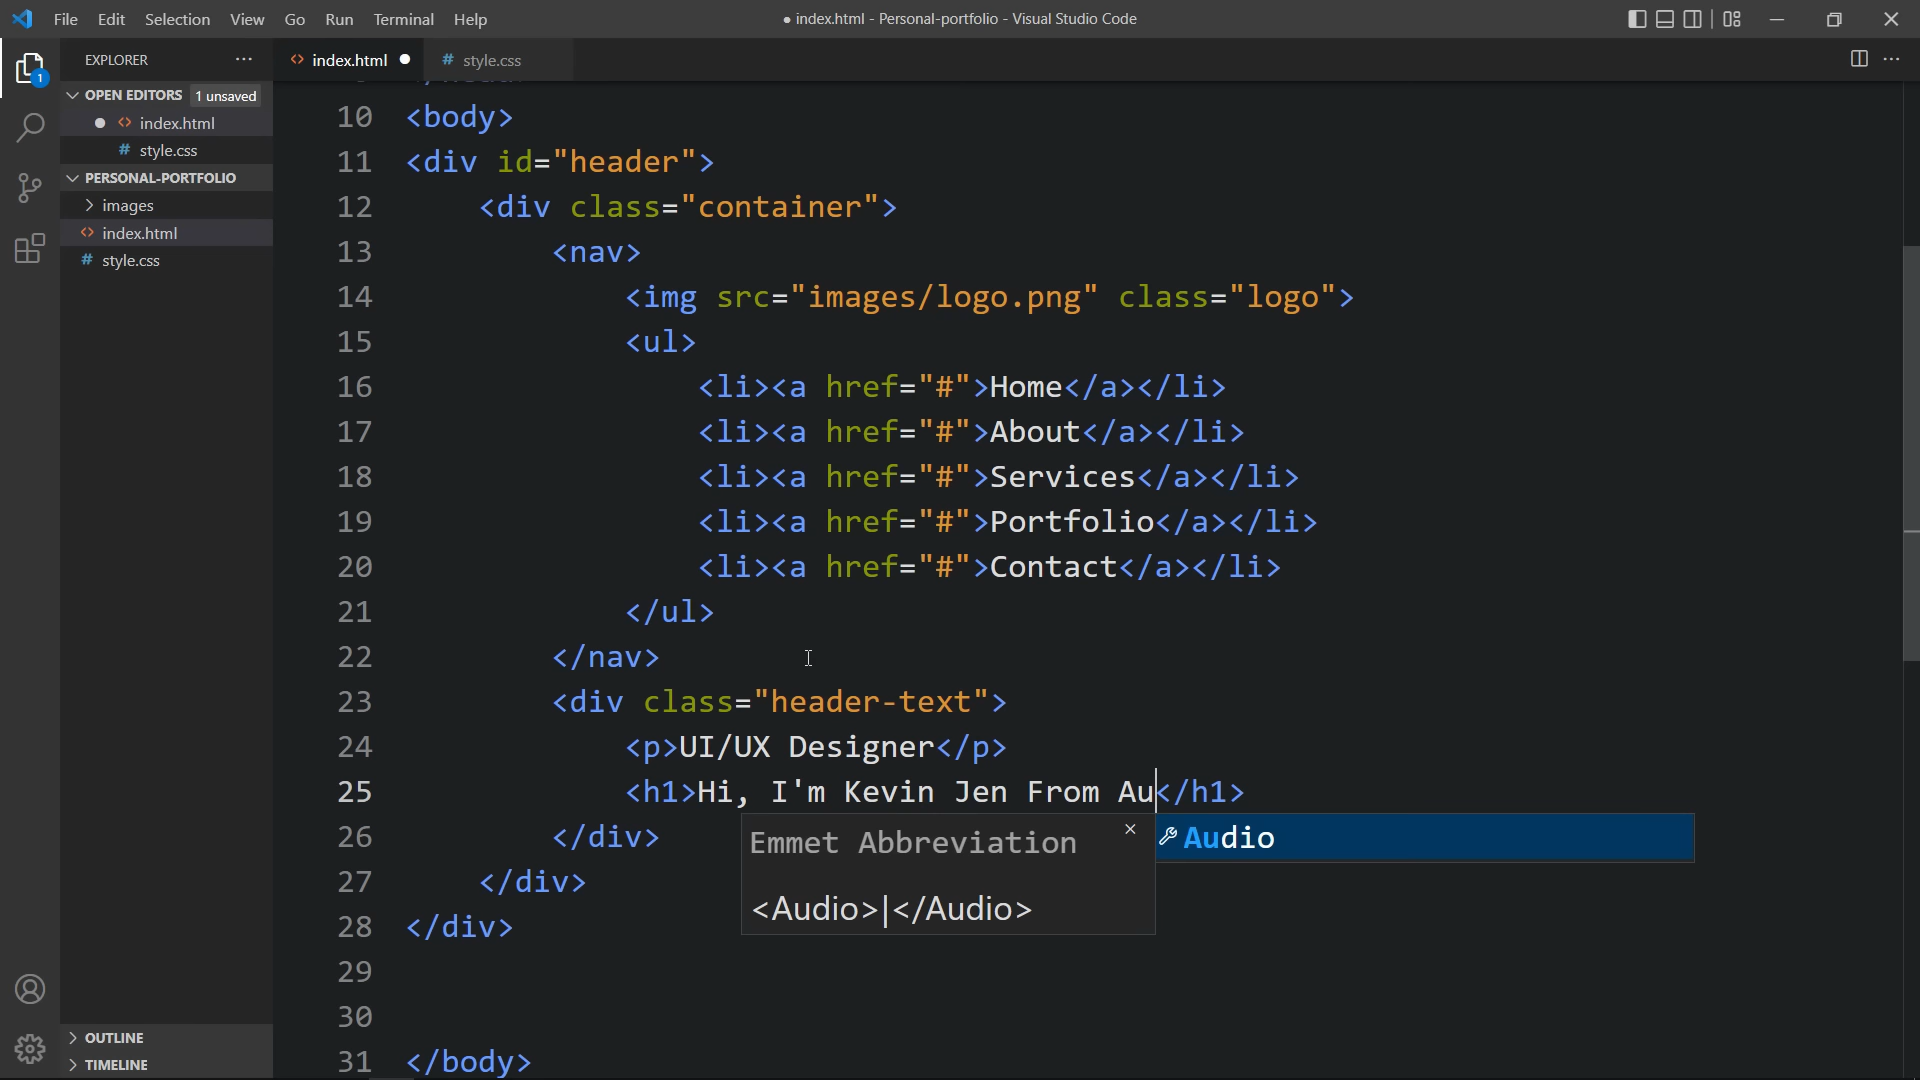 File Edit Selection View Go Run Terminal Help
● index.html - Personal-portfolio - Visual Studio Code
EXPLORER ···
<> index.html ●
# style.css
1
OPEN EDITORS 1 unsaved
● <> index.html
# style.css
PERSONAL-PORTFOLIO
> images
<> index.html
# style.css
OUTLINE
TIMELINE
10 <body>
11 <div id="header">
12 <div class="container">
13 <nav>
14 <img src="images/logo.png" class="logo">
15 <ul>
16 <li><a href="#">Home</a></li>
17 <li><a href="#">About</a></li>
18 <li><a href="#">Services</a></li>
19 <li><a href="#">Portfolio</a></li>
20 <li><a href="#">Contact</a></li>
21 </ul>
22 </nav>
23 <div class="header-text">
24 <p>UI/UX Designer</p>
25 <h1>Hi, I'm Kevin Jen From Au</h1>
26 </div>
27 </div>
28 </div>
29
30
31 </body>
Emmet Abbreviation
<Audio>|</Audio>
Audio